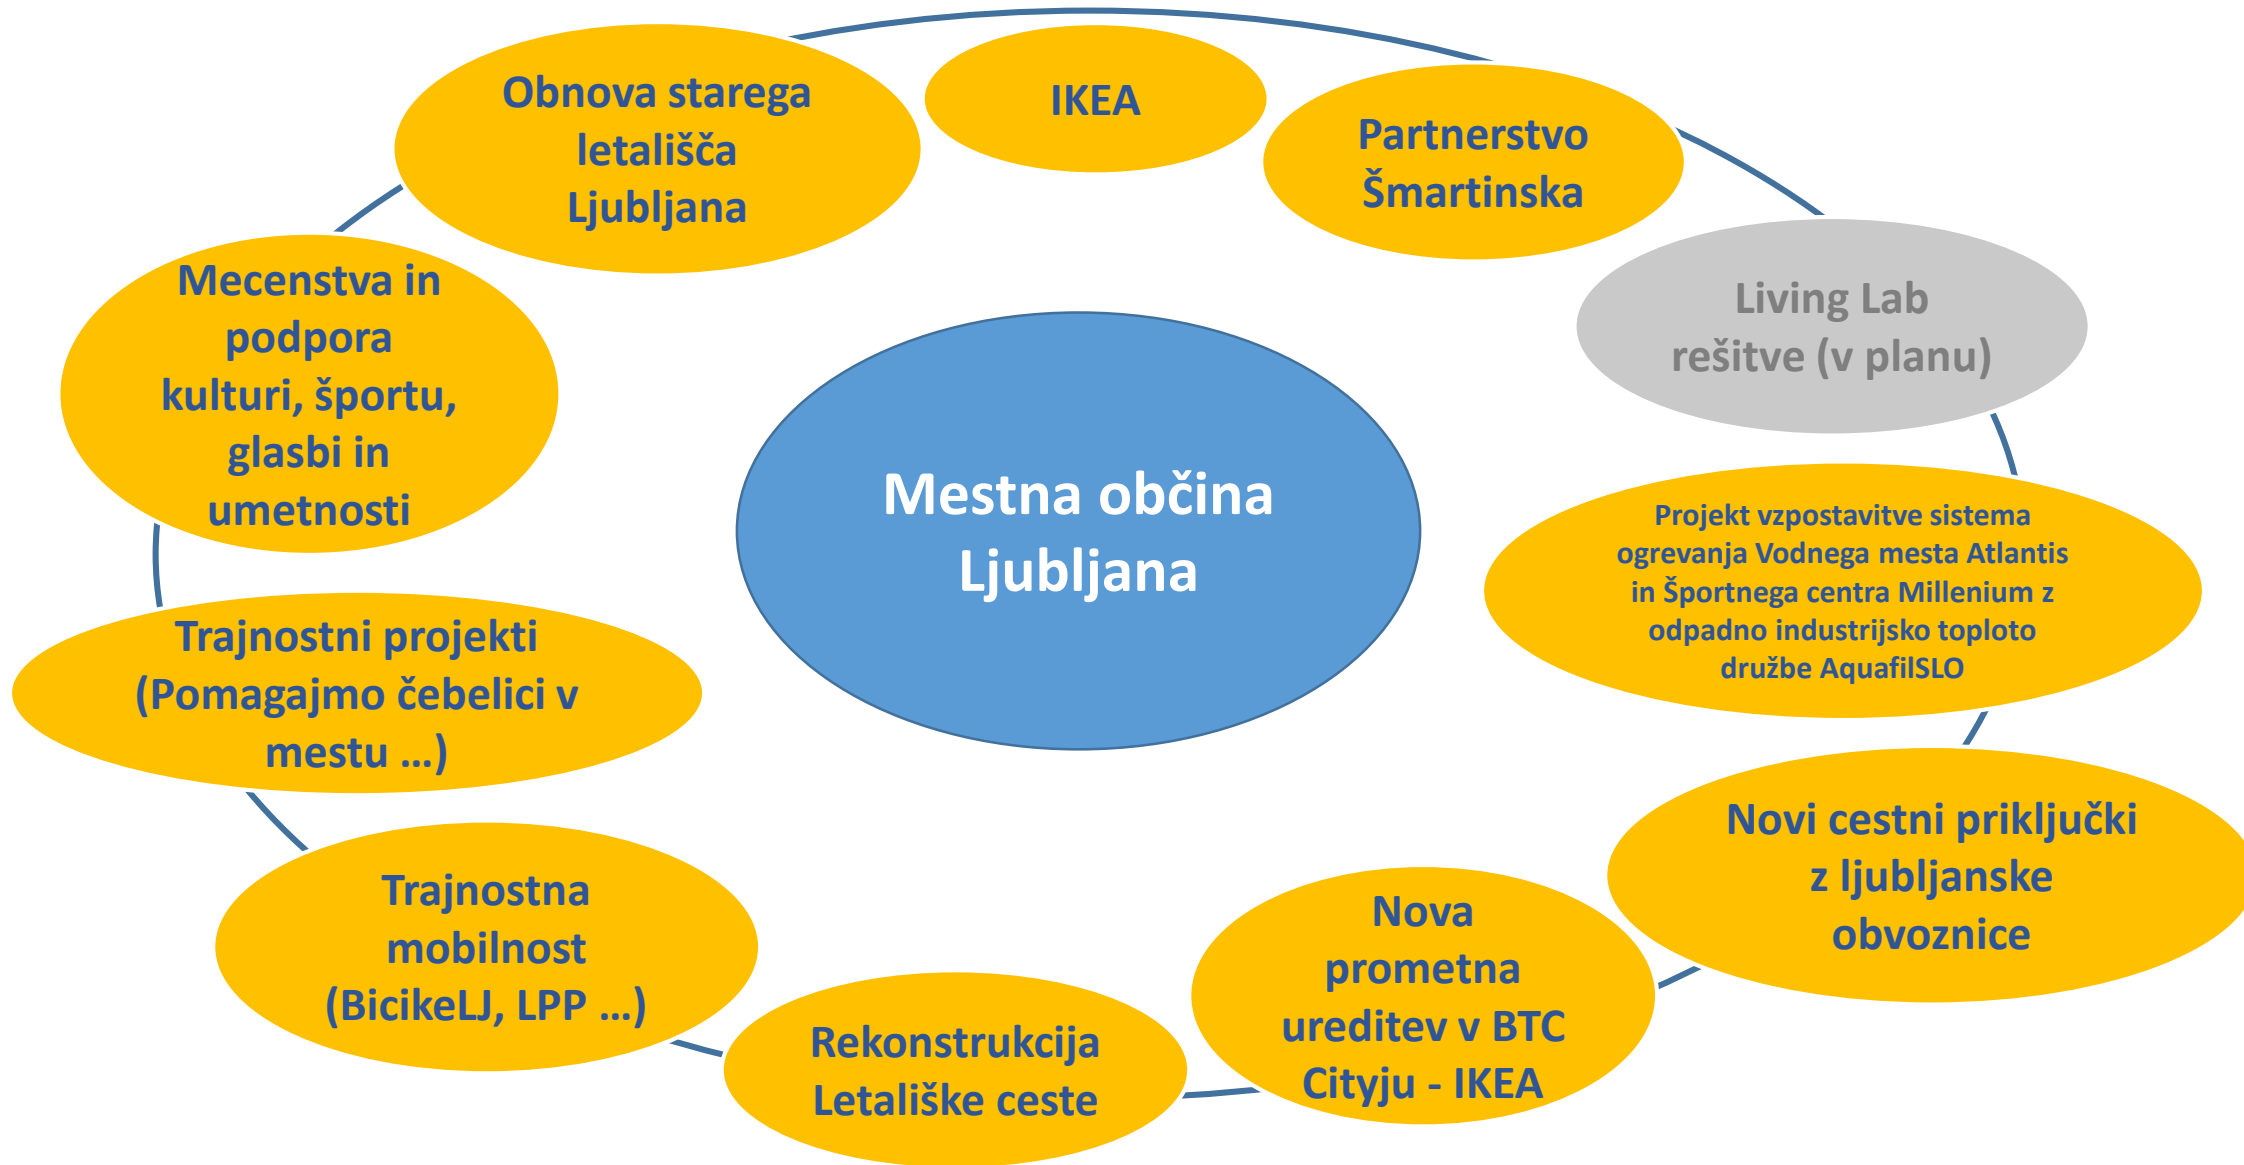 Obnova starega
letališča
Ljubljana
IKEA
Partnerstvo
Šmartinska
Living Lab
rešitve (v planu)
Mecenstva in
podpora
kulturi, športu,
glasbi in
umetnosti
Mestna občina
Ljubljana
Projekt vzpostavitve sistema
ogrevanja Vodnega mesta Atlantis
in Športnega centra Millenium z
odpadno industrijsko toploto
družbe AquafilSLO
Trajnostni projekti
(Pomagajmo čebelici v
mestu …)
Novi cestni priključki
z ljubljanske
obvoznice
Trajnostna
mobilnost
(BicikeLJ, LPP …)
Nova
prometna
ureditev v BTC
Cityju - IKEA
Rekonstrukcija
Letališke ceste